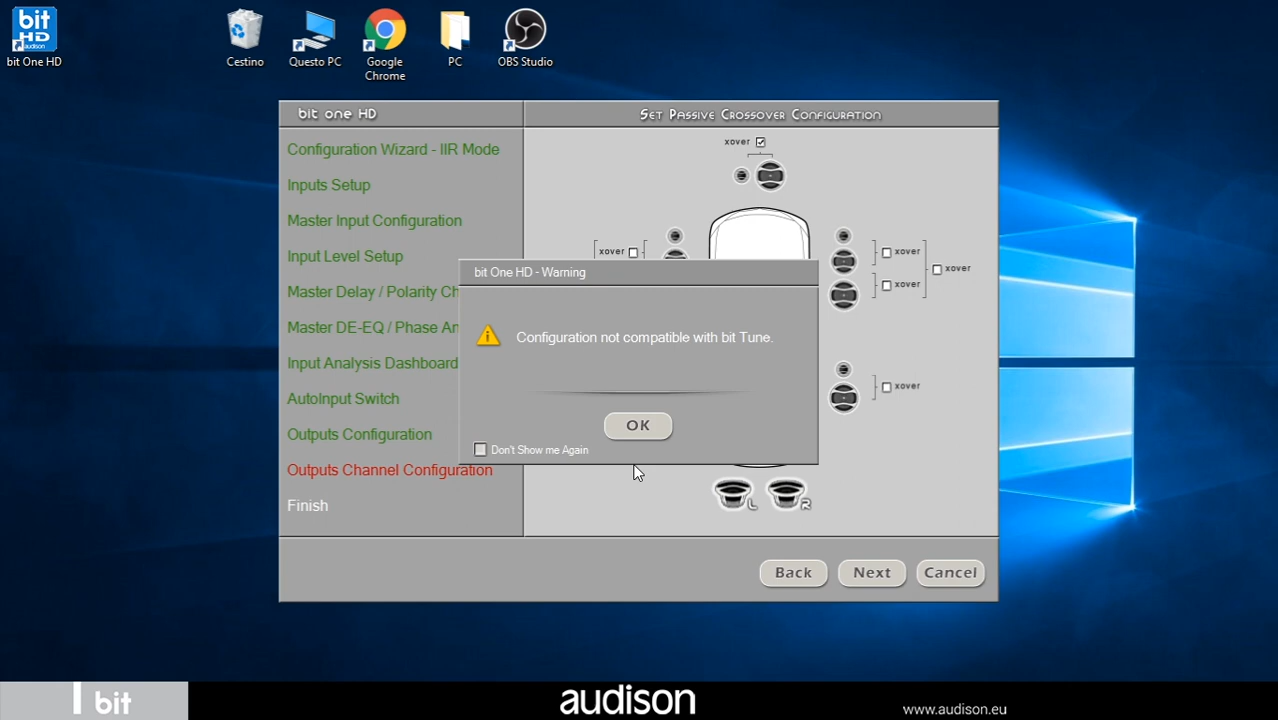 bit
HD
audison
bit One HD
Cestino
Questo PC
Google
Chrome
PC
OBS Studio
bit one HD
Set Passive Crossover Configuration
Configuration Wizard - IIR Mode
Inputs Setup
Master Input Configuration
Input Level Setup
Master Delay / Polarity Ch
Master DE-EQ / Phase An
Input Analysis Dashboard
AutoInput Switch
Outputs Configuration
Outputs Channel Configuration
Finish
xover
xover
xover
xover
xover
xover
L
R
bit One HD - Warning
Configuration not compatible with bit Tune.
OK
Don't Show me Again
Back
Next
Cancel
bit
audison
www.audison.eu